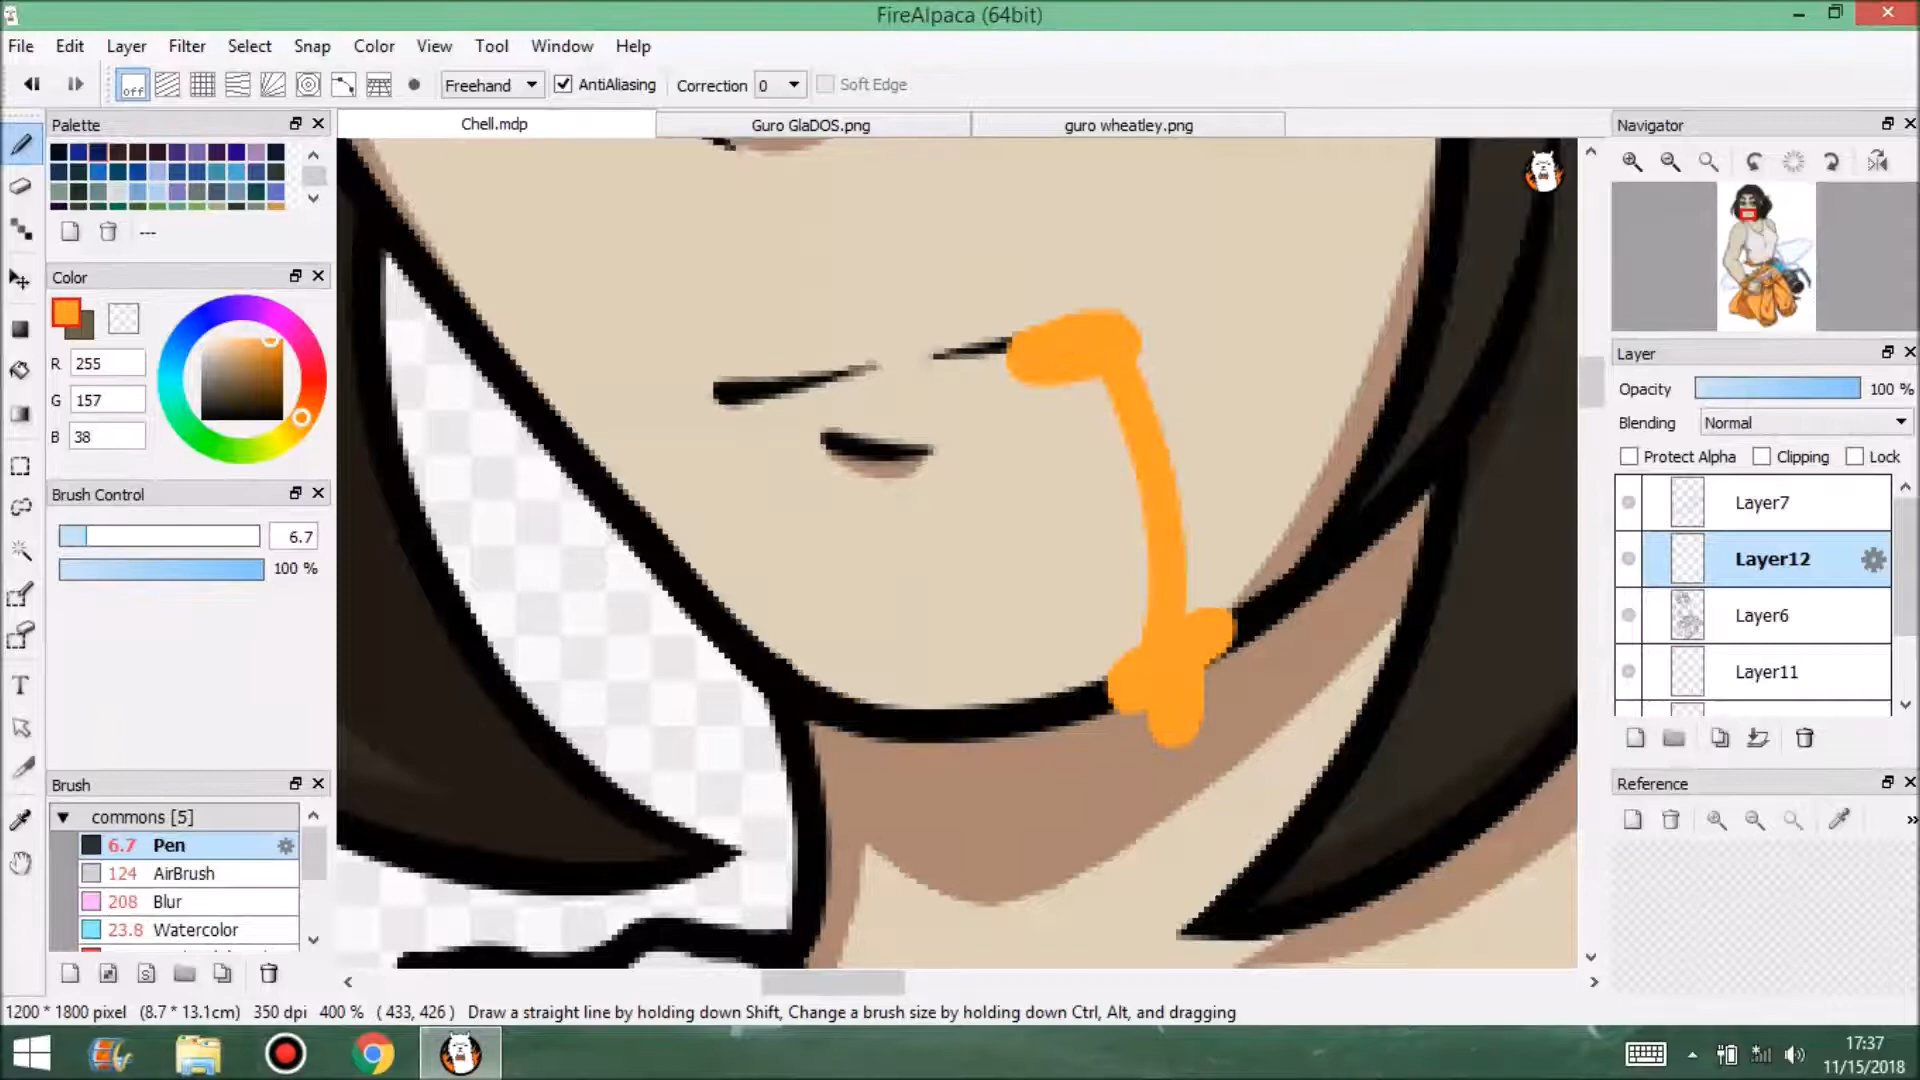 FireAlpaca (64bit)
File Edit Layer Filter Select Snap Color View Tool Window Help
off Freehand AntiAliasing Correction 0 Soft Edge
Palette
Chell.mdp Guro GlaDOS.png guro wheatley.png
Navigator
---
Color
R 255
G 157
B 38
Brush Control
6.7
100 %
Layer
Opacity 100 %
Blending Normal
Protect Alpha Clipping Lock
Layer7
Layer12
Layer6
Layer11
Reference
Brush
commons [5]
6.7 Pen
124 AirBrush
208 Blur
23.8 Watercolor
1200 * 1800 pixel (8.7 * 13.1cm) 350 dpi 400 % ( 433, 426 ) Draw a straight line by holding down Shift, Change a brush size by holding down Ctrl, Alt, and dragging
17:37
11/15/2018